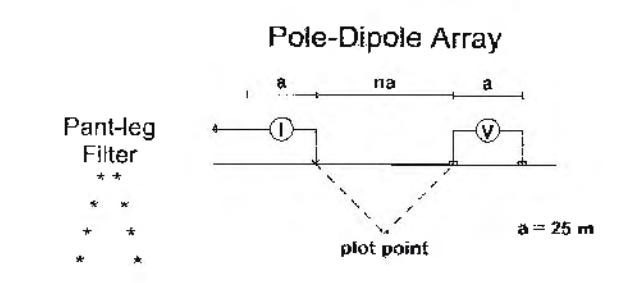 Pole-Dipole Array
a na a
Pant-leg
Filter
I V
* *
* *
* *
* *
plot point
a = 25 m